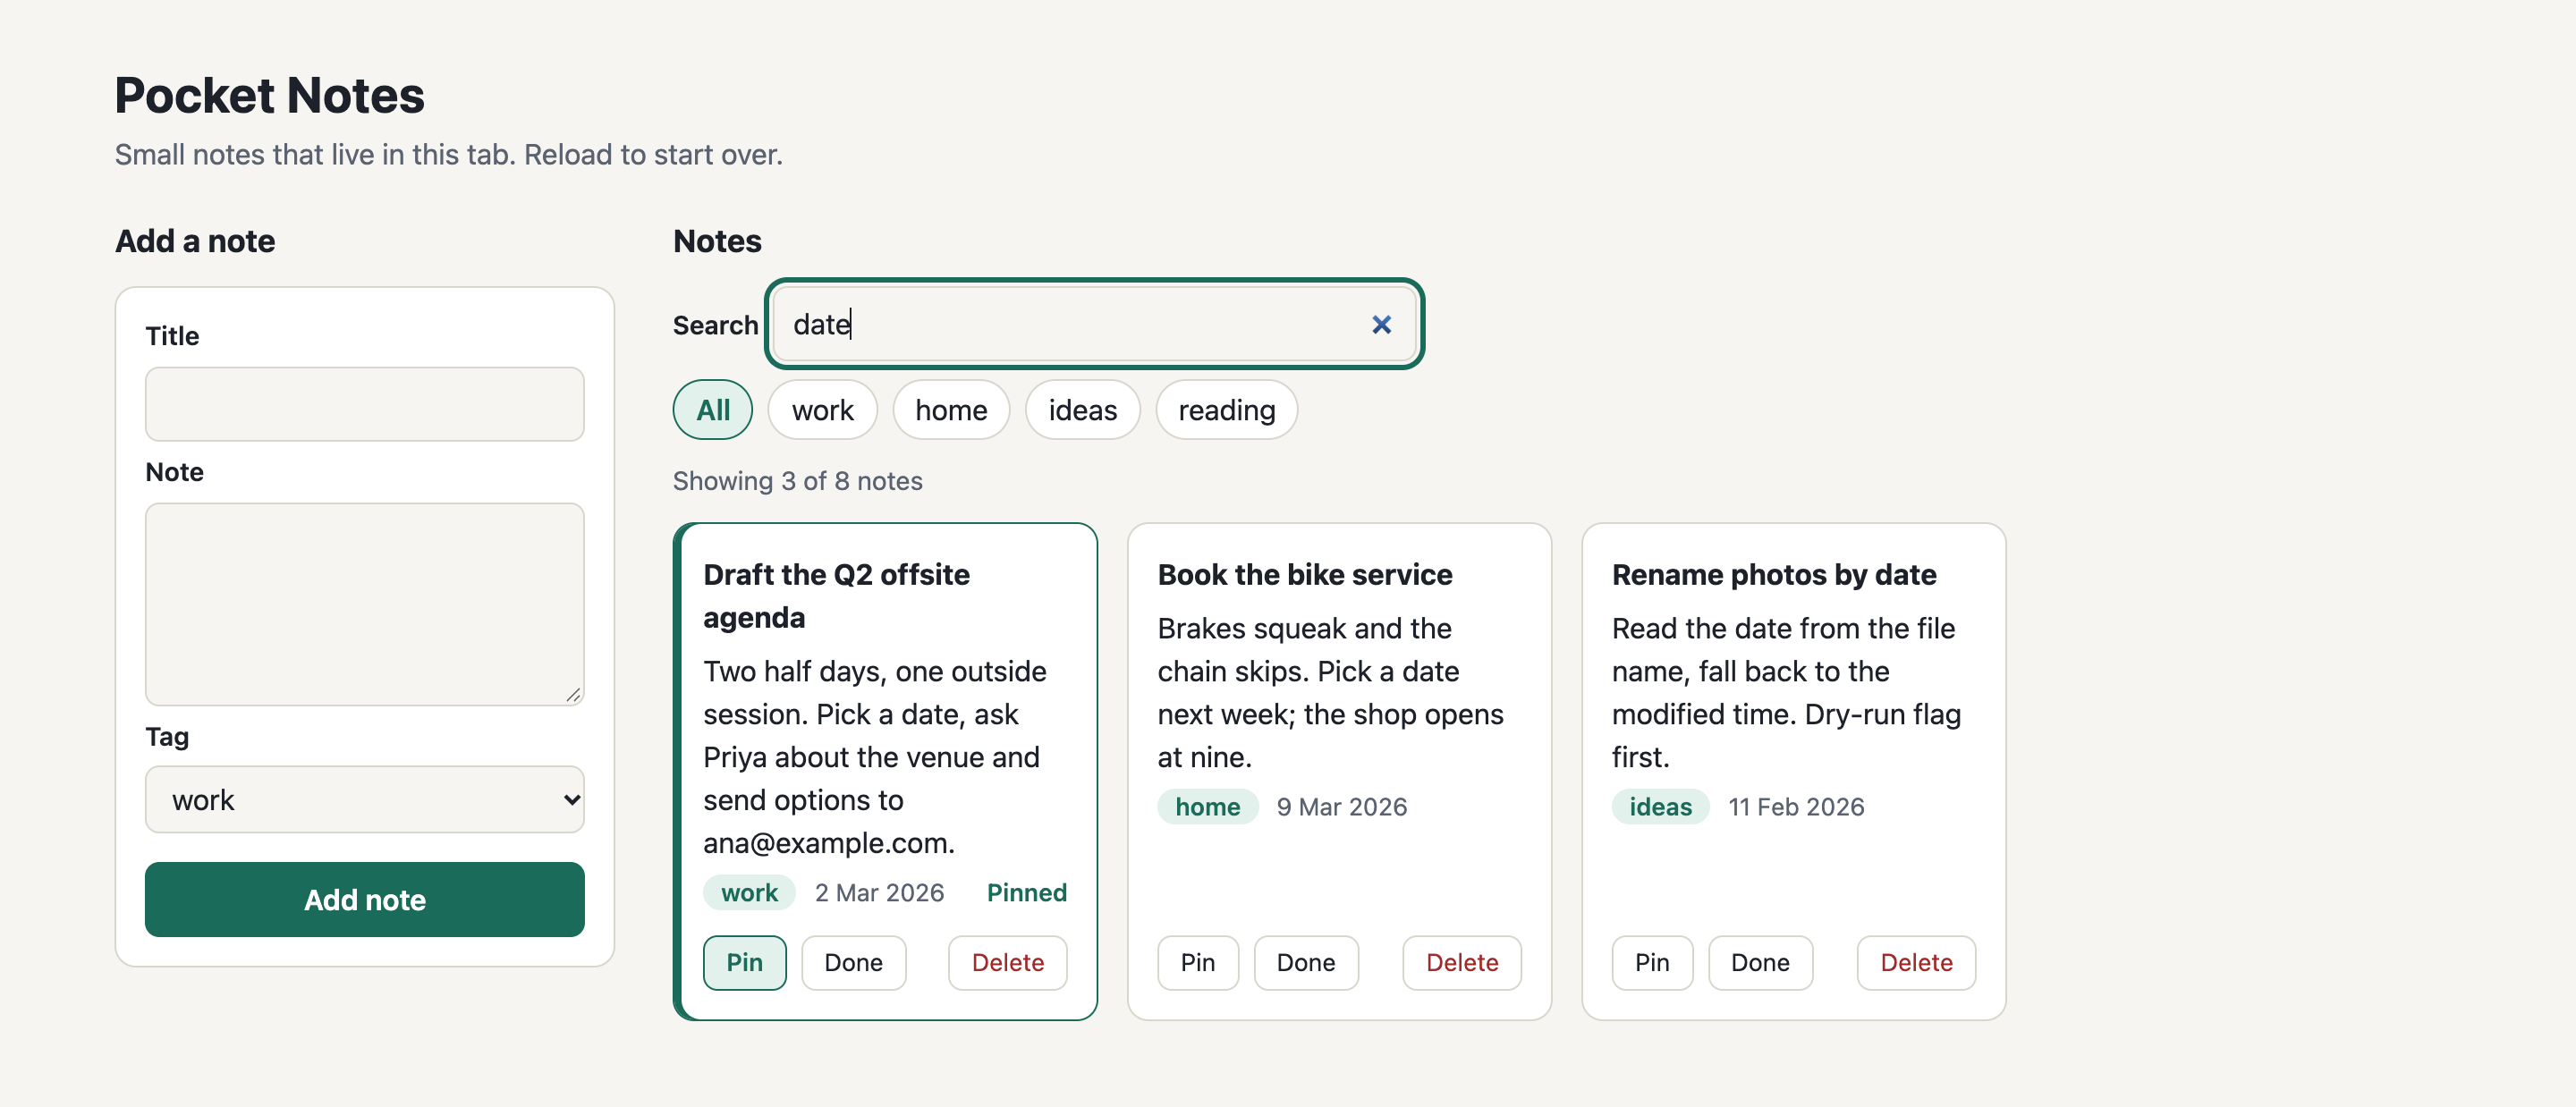 Pocket Notes
Small notes that live in this tab. Reload to start over.
Add a note
Title
Note
Tag
work
Add note
Notes
Search date
All work home ideas reading
Showing 3 of 8 notes
Draft the Q2 offsite
agenda
Two half days, one outside
session. Pick a date, ask
Priya about the venue and
send options to
ana@example.com.
work 2 Mar 2026 Pinned
Pin Done Delete
Book the bike service
Brakes squeak and the
chain skips. Pick a date
next week; the shop opens
at nine.
home 9 Mar 2026
Pin Done Delete
Rename photos by date
Read the date from the file
name, fall back to the
modified time. Dry-run flag
first.
ideas 11 Feb 2026
Pin Done Delete